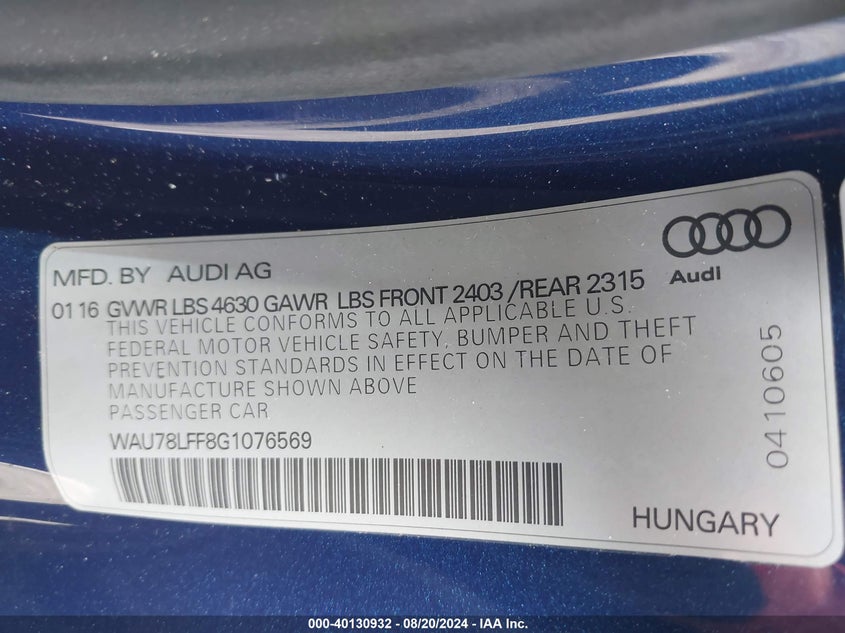 MFD. BY AUDI AG
Audi
01 16 GVWR LBS 4630 GAWR LBS FRONT 2403 /REAR 2315
THIS VEHICLE CONFORMS TO ALL APPLICABLE U.S.
FEDERAL MOTOR VEHICLE SAFETY, BUMPER AND THEFT
PREVENTION STANDARDS IN EFFECT ON THE DATE OF
MANUFACTURE SHOWN ABOVE
PASSENGER CAR
WAU78LFF8G1076569
0410605
HUNGARY
000-40130932 - 08/20/2024 - IAA Inc.